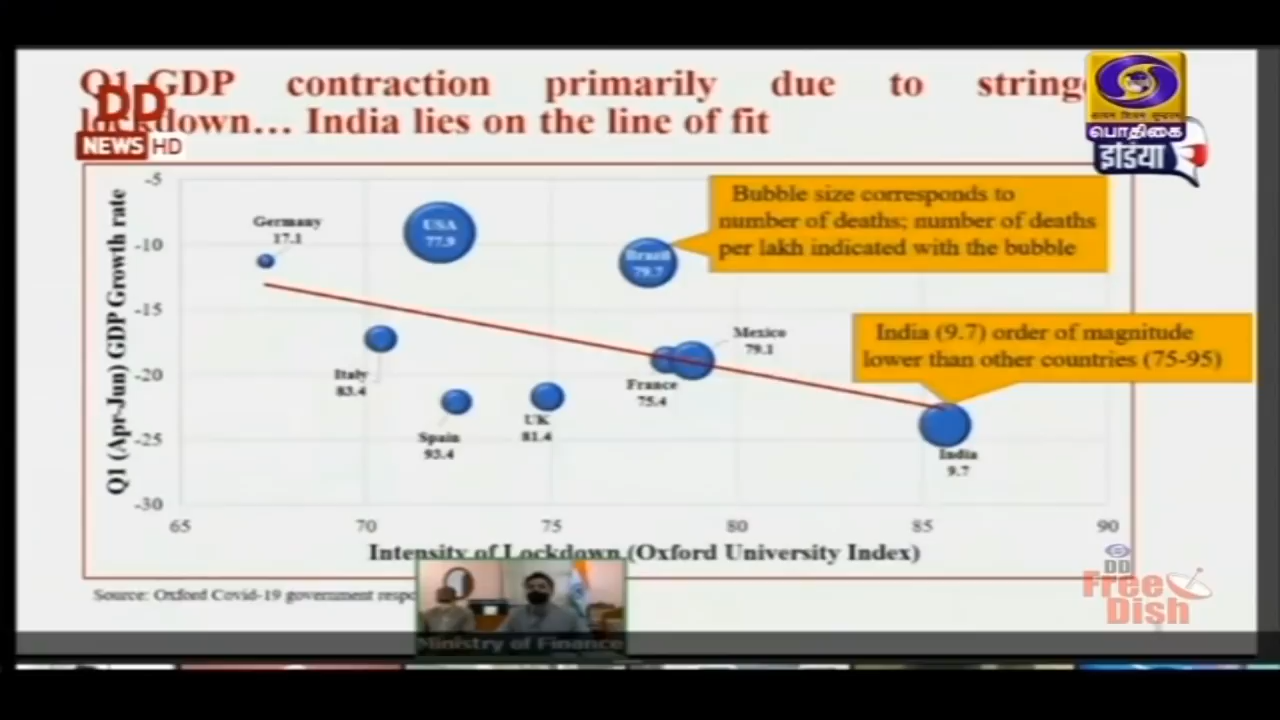 Q1 GDP contraction primarily due to
lockdown... India lies on the line of fit
DD
NEWS HD
பொதிகை
इंडिया
Q1 (Apr-Jun) GDP Growth rate
-5
-10
-15
-20
-25
-30
Germany
17.1
USA
77.9
Brazil
79.7
Bubble size corresponds to
number of deaths; number of deaths
per lakh indicated with the bubble
Italy
83.4
Spain
93.4
UK
81.4
France
75.4
Mexico
79.1
India (9.7) order of magnitude
lower than other countries (75-95)
India
9.7
65 70 75 80 85 90
Intensity of Lockdown (Oxford University Index)
Source: Oxford Covid-19 government
Ministry of Finance
DD
Free
Dish